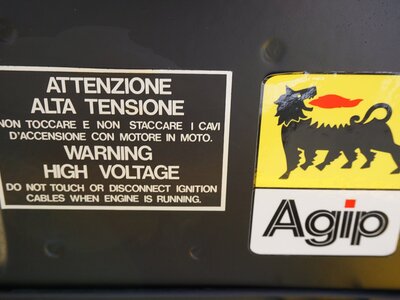 ATTENZIONE
ALTA TENSIONE
NON TOCCARE E NON STACCARE I CAVI
D'ACCENSIONE CON MOTORE IN MOTO.
WARNING
HIGH VOLTAGE
DO NOT TOUCH OR DISCONNECT IGNITION
CABLES WHEN ENGINE IS RUNNING.
Agip